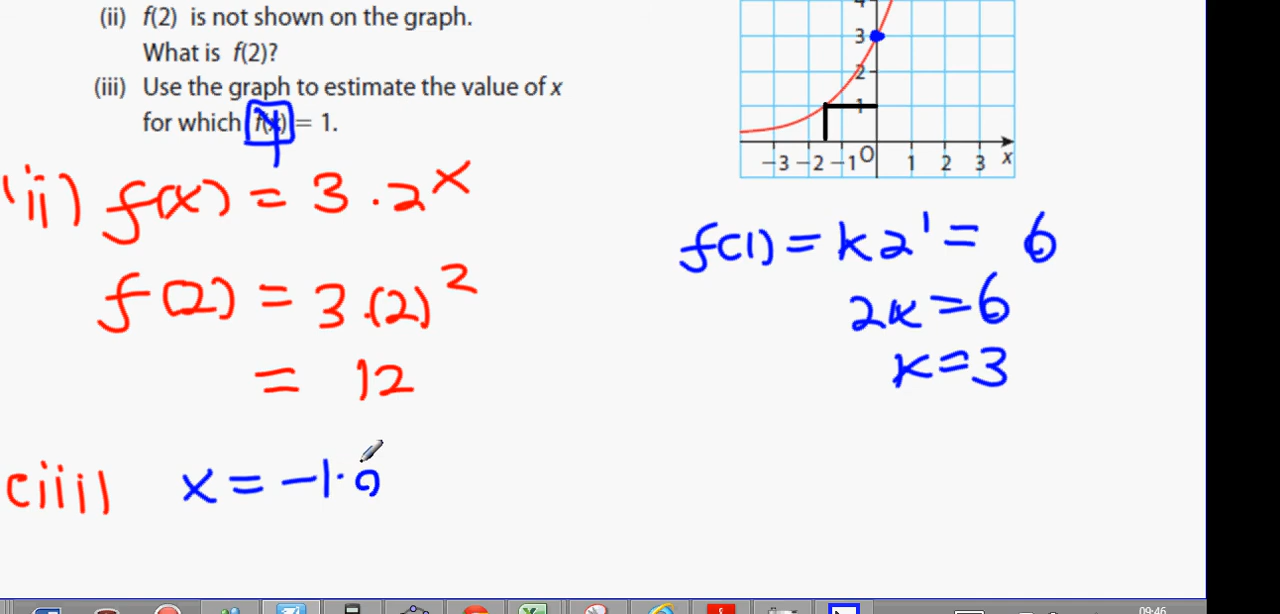 (ii) f(2) is not shown on the graph.
What is f(2)?
(iii) Use the graph to estimate the value of x
for which f(x) = 1.
4
3
2
1
-3 -2 -1 O 1 2 3 x
(ii) f(x) = 3 . 2^x
f(2) = 3 . (2)^2
= 12
(iii) x = -1.
f(1) = k2^1 = 6
2k = 6
k = 3
09:46